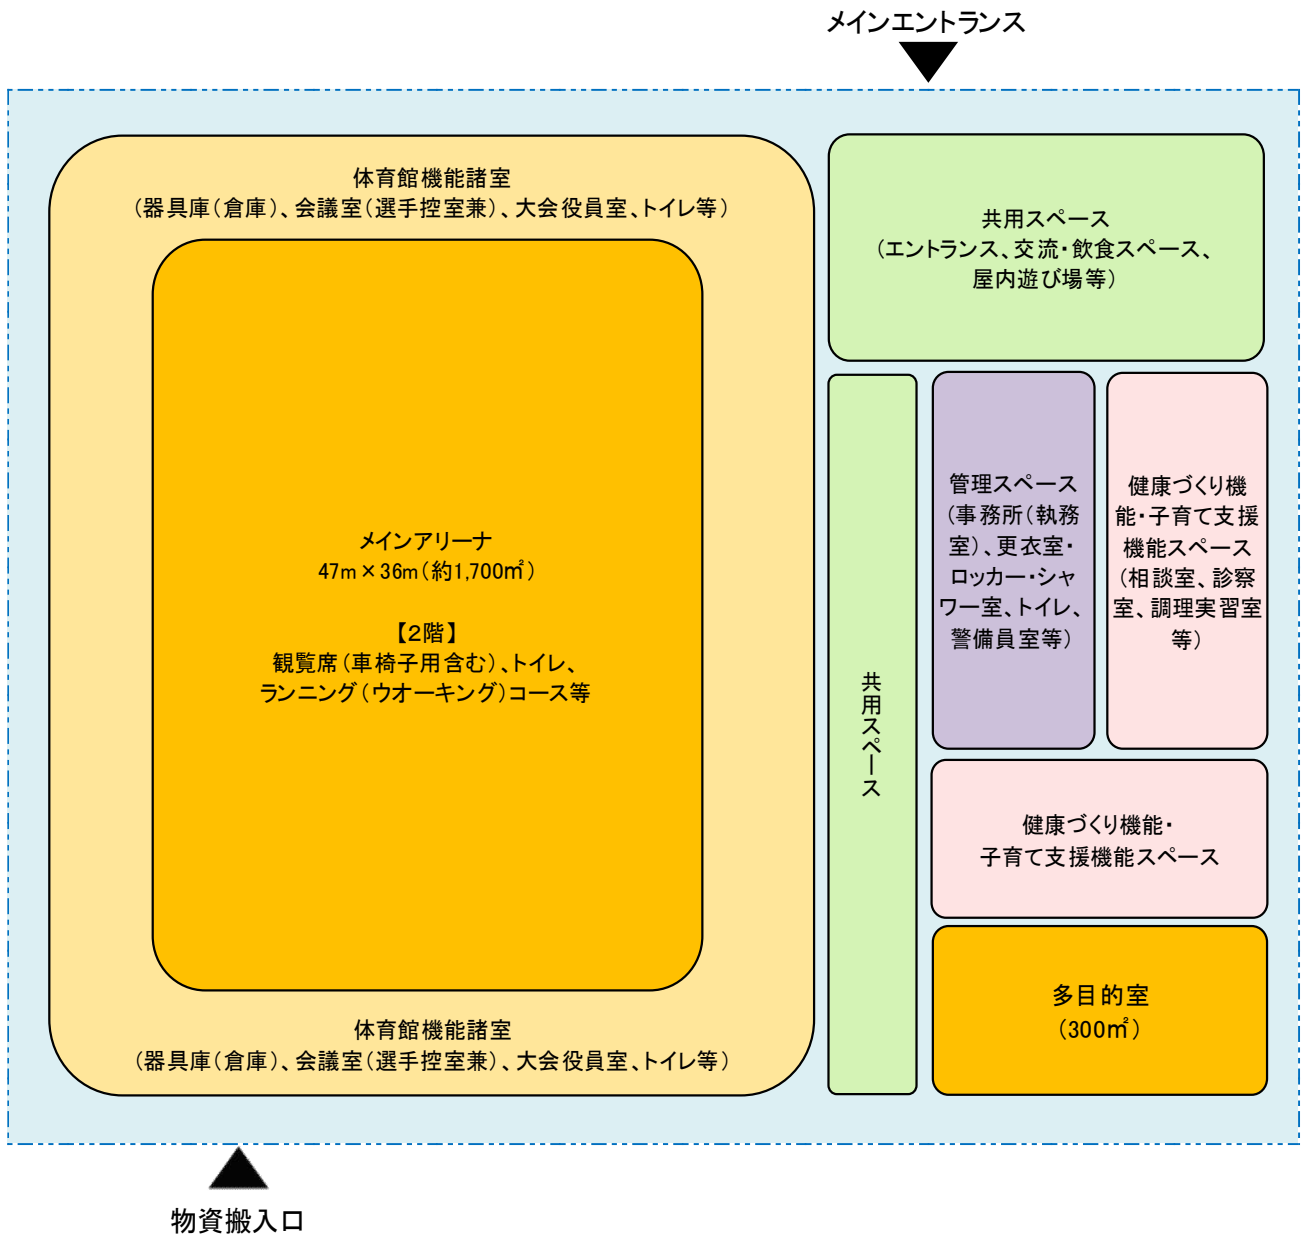 メインエントランス
体育館機能諸室
（器具庫（倉庫）、会議室（選手控室兼）、大会役員室、トイレ等）
メインアリーナ
47m×36m（約1,700㎡）
【2階】
観覧席（車椅子用含む）、トイレ、
ランニング（ウオーキング）コース等
体育館機能諸室
（器具庫（倉庫）、会議室（選手控室兼）、大会役員室、トイレ等）
共用スペース
（エントランス、交流・飲食スペース、
屋内遊び場等）
共用スペース
管理スペース
（事務所（執務
室）、更衣室・
ロッカー・シャ
ワー室、トイレ、
警備員室等）
健康づくり機
能・子育て支援
機能スペース
（相談室、診察
室、調理実習室
等）
健康づくり機能・
子育て支援機能スペース
多目的室
（300㎡）
物資搬入口